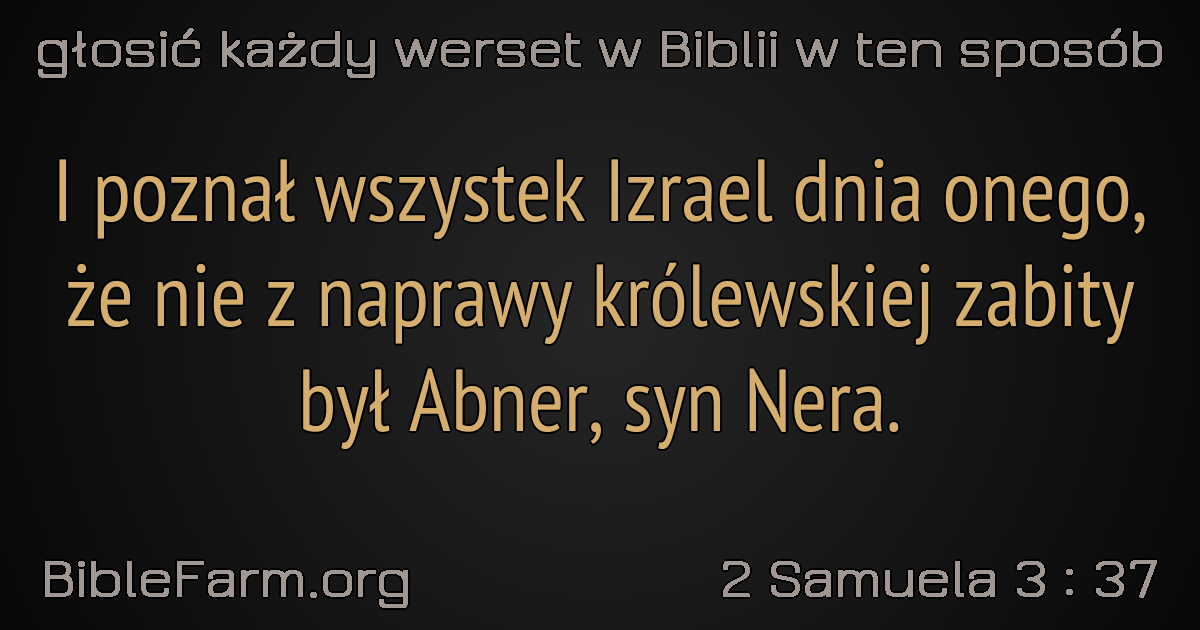 głosić każdy werset w Biblii w ten sposób
I poznał wszystek Izrael dnia onego,
że nie z naprawy królewskiej zabity
był Abner, syn Nera.
BibleFarm.org
2 Samuela 3 : 37